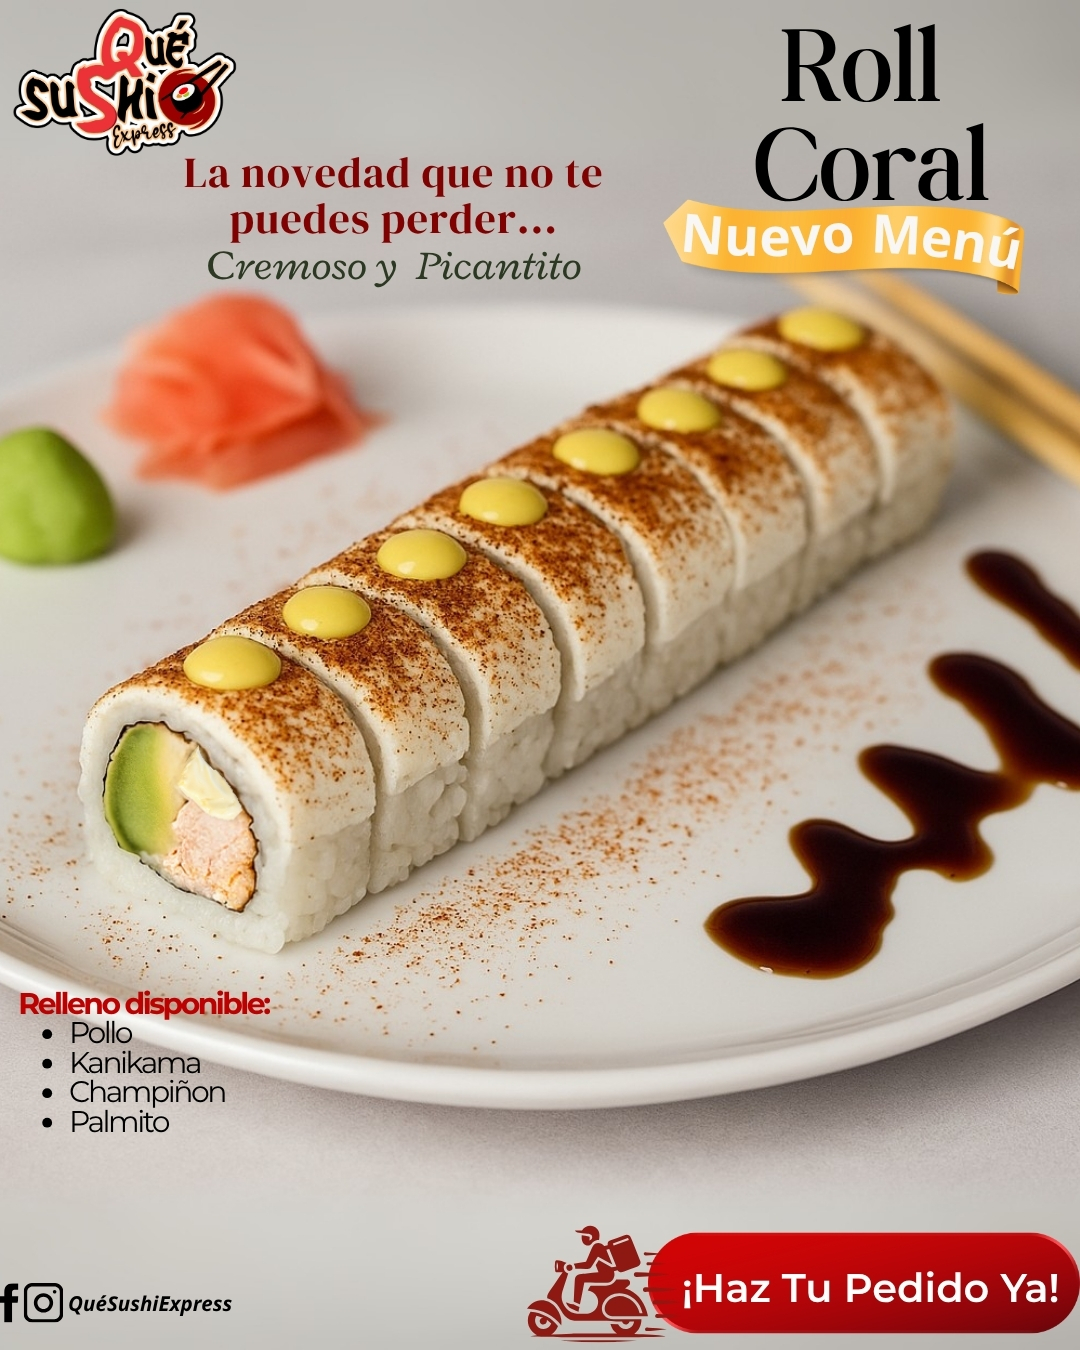 Qué
suShi
Express
Roll
Coral
Nuevo Menú
La novedad que no te
puedes perder...
Cremoso y Picantito
Relleno disponible:
• Pollo
• Kanikama
• Champiñon
• Palmito
QuéSushiExpress
¡Haz Tu Pedido Ya!